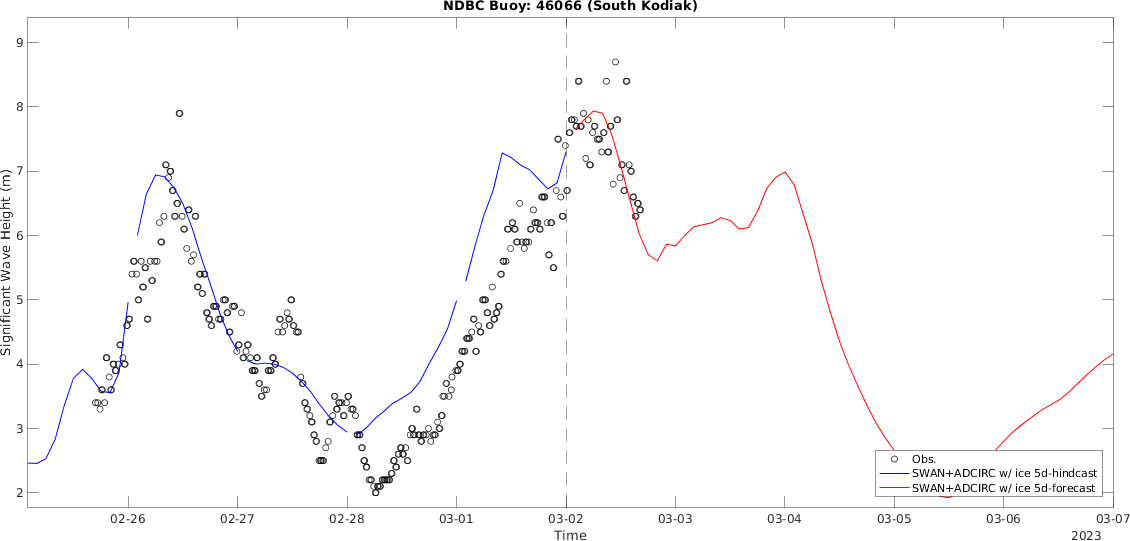 NDBC Buoy: 46066 (South Kodiak)
Significant Wave Height (m)
9
8
7
6
5
4
3
2
Obs.
SWAN+ADCIRC w/ ice 5d-hindcast
SWAN+ADCIRC w/ ice 5d-forecast
02-26 02-27 02-28 03-01 03-02 03-03 03-04 03-05 03-06 03-07
Time
2023